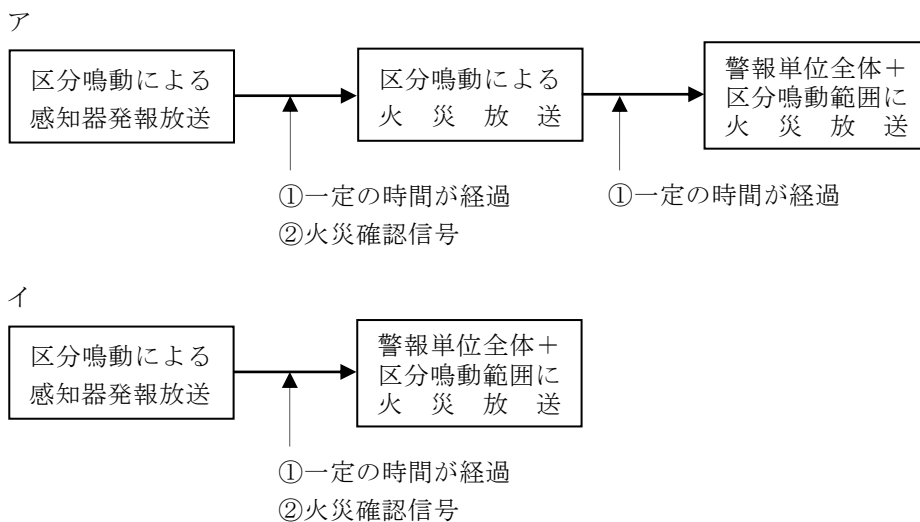 ア
区分鳴動による
感知器発報放送
区分鳴動による
火災放送
警報単位全体＋
区分鳴動範囲に
火災放送
①一定の時間が経過
②火災確認信号
①一定の時間が経過
イ
区分鳴動による
感知器発報放送
警報単位全体＋
区分鳴動範囲に
火災放送
①一定の時間が経過
②火災確認信号